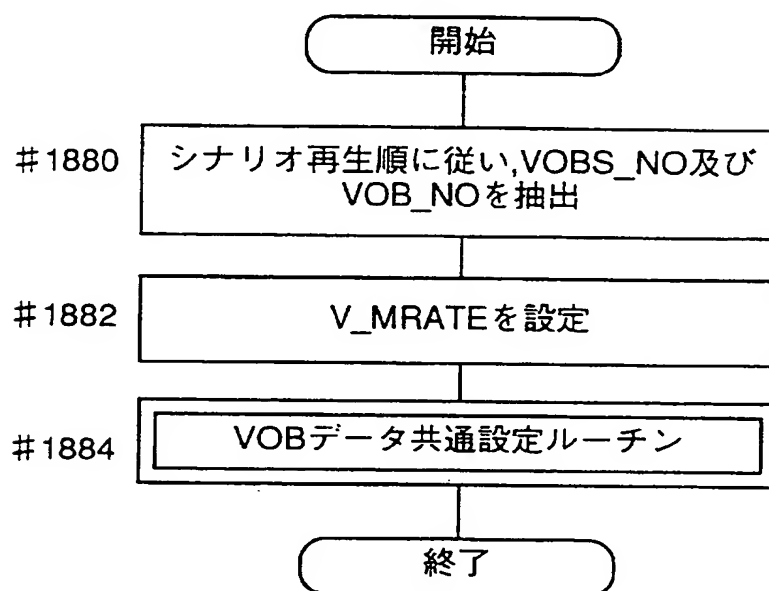 開始
#1880
シナリオ再生順に従い,VOBS_NO及び
VOB_NOを抽出
#1882
V_MRATEを設定
#1884
VOBデータ共通設定ルーチン
終了